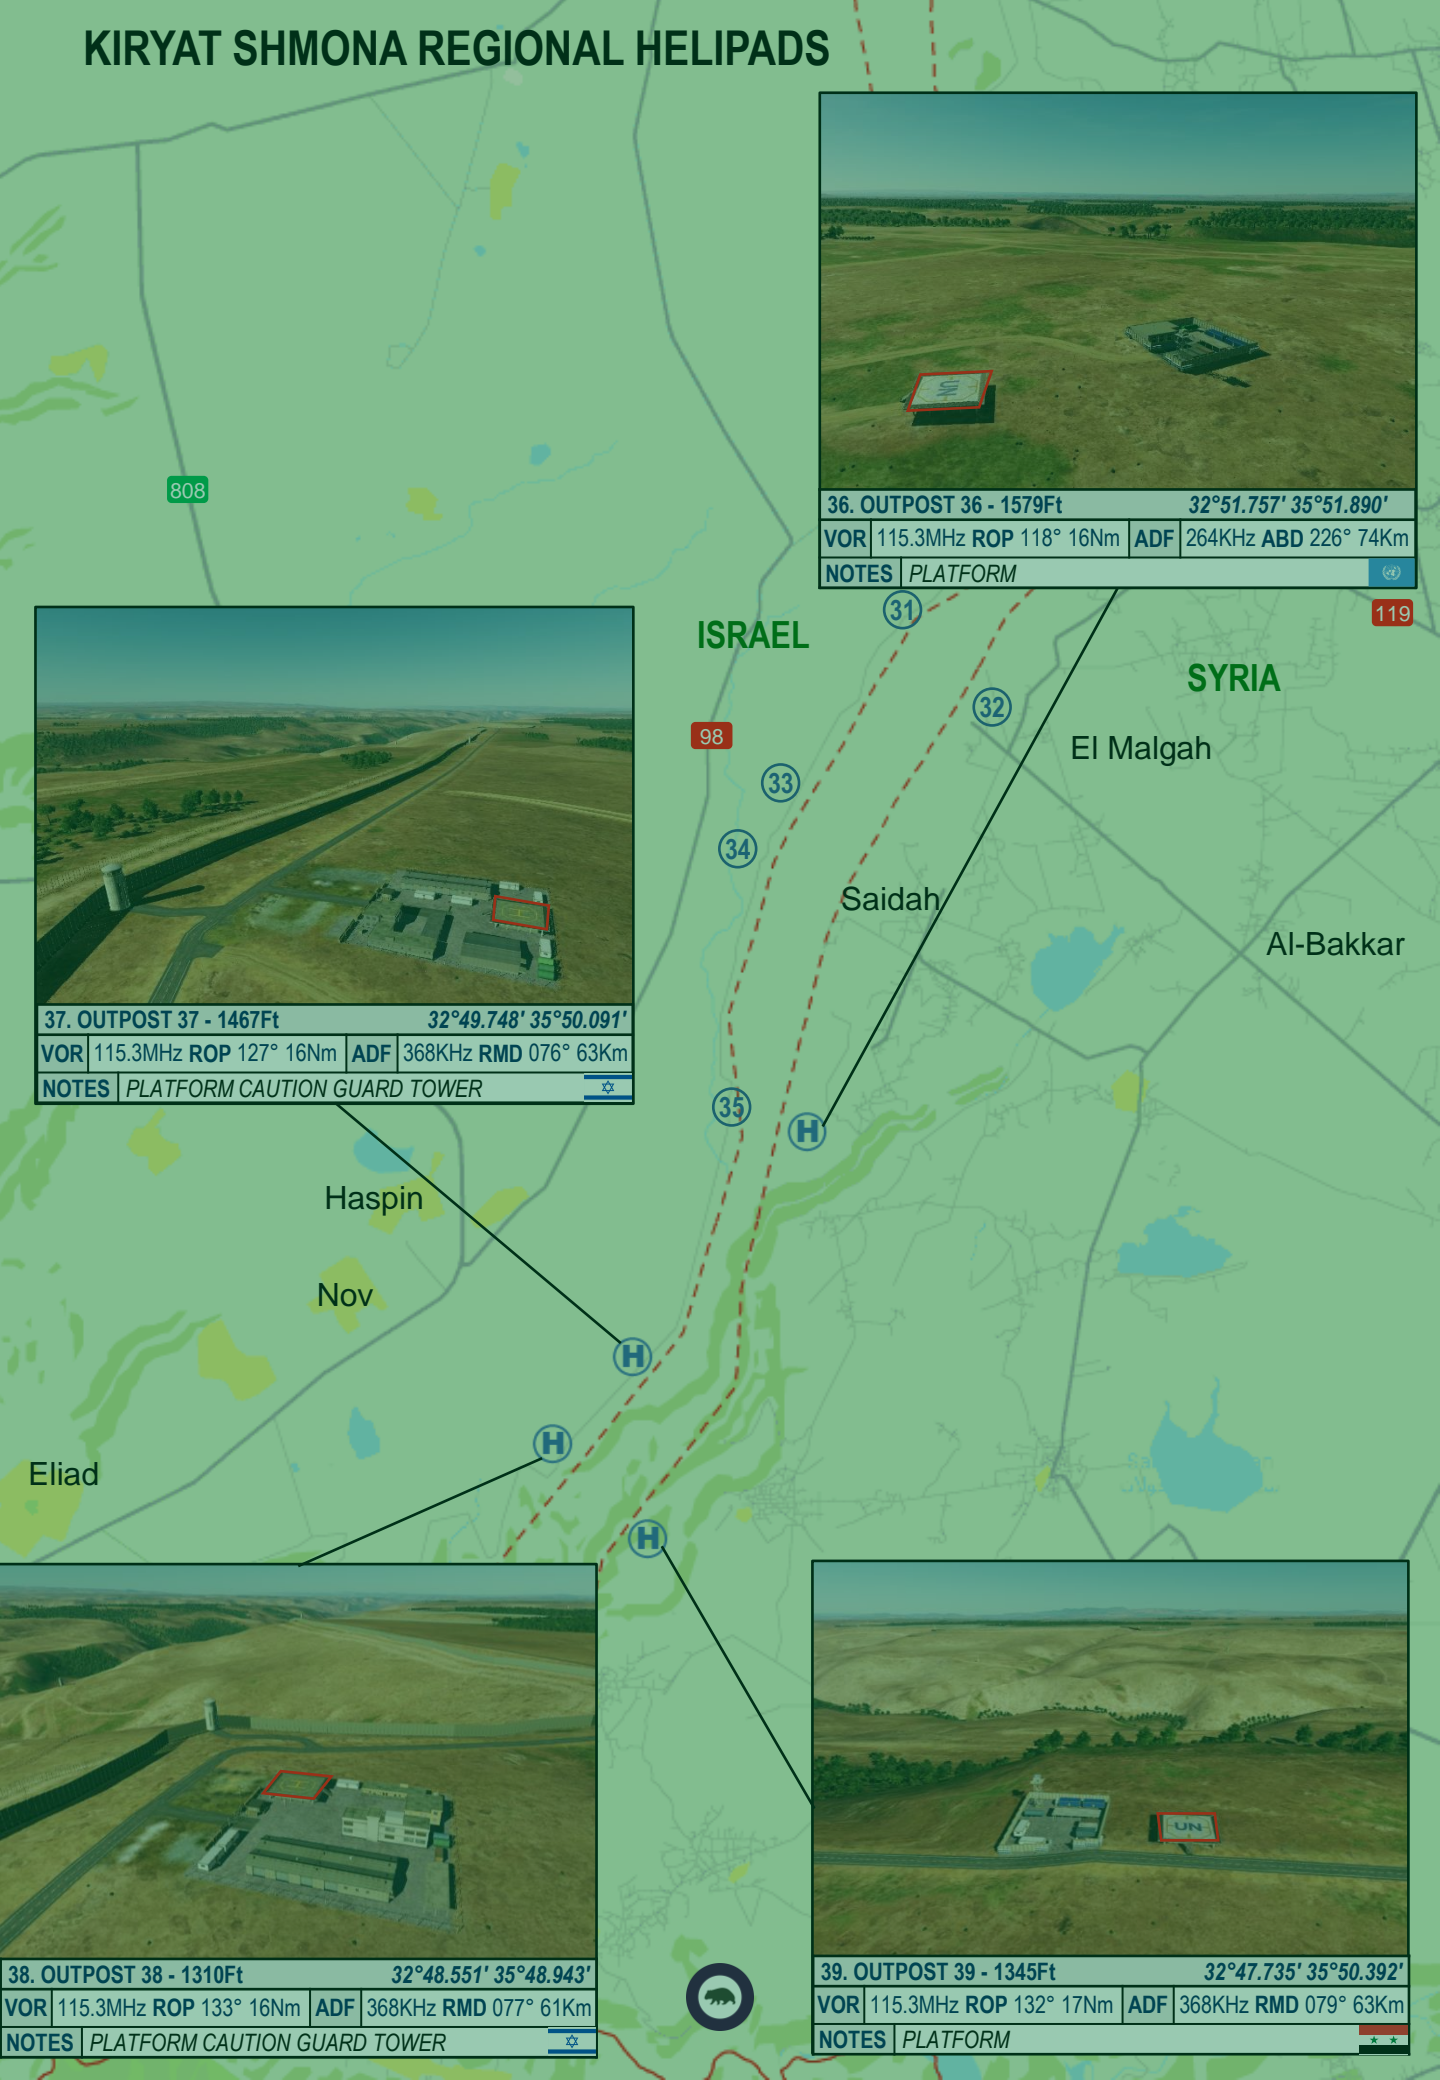 KIRYAT SHMONA REGIONAL HELIPADS
36. OUTPOST 36 - 1579Ft 32°51.757' 35°51.890'
VOR 115.3MHz ROP 118° 16Nm ADF 264KHz ABD 226° 74Km
NOTES PLATFORM
UN
808
31
119
ISRAEL
SYRIA
32
98
El Malgah
33
34
Saidah
Al-Bakkar
37. OUTPOST 37 - 1467Ft 32°49.748' 35°50.091'
VOR 115.3MHz ROP 127° 16Nm ADF 368KHz RMD 076° 63Km
NOTES PLATFORM CAUTION GUARD TOWER
35
H
Haspin
Nov
H
H
Eliad
H
UN
38. OUTPOST 38 - 1310Ft 32°48.551' 35°48.943'
VOR 115.3MHz ROP 133° 16Nm ADF 368KHz RMD 077° 61Km
NOTES PLATFORM CAUTION GUARD TOWER
39. OUTPOST 39 - 1345Ft 32°47.735' 35°50.392'
VOR 115.3MHz ROP 132° 17Nm ADF 368KHz RMD 079° 63Km
NOTES PLATFORM